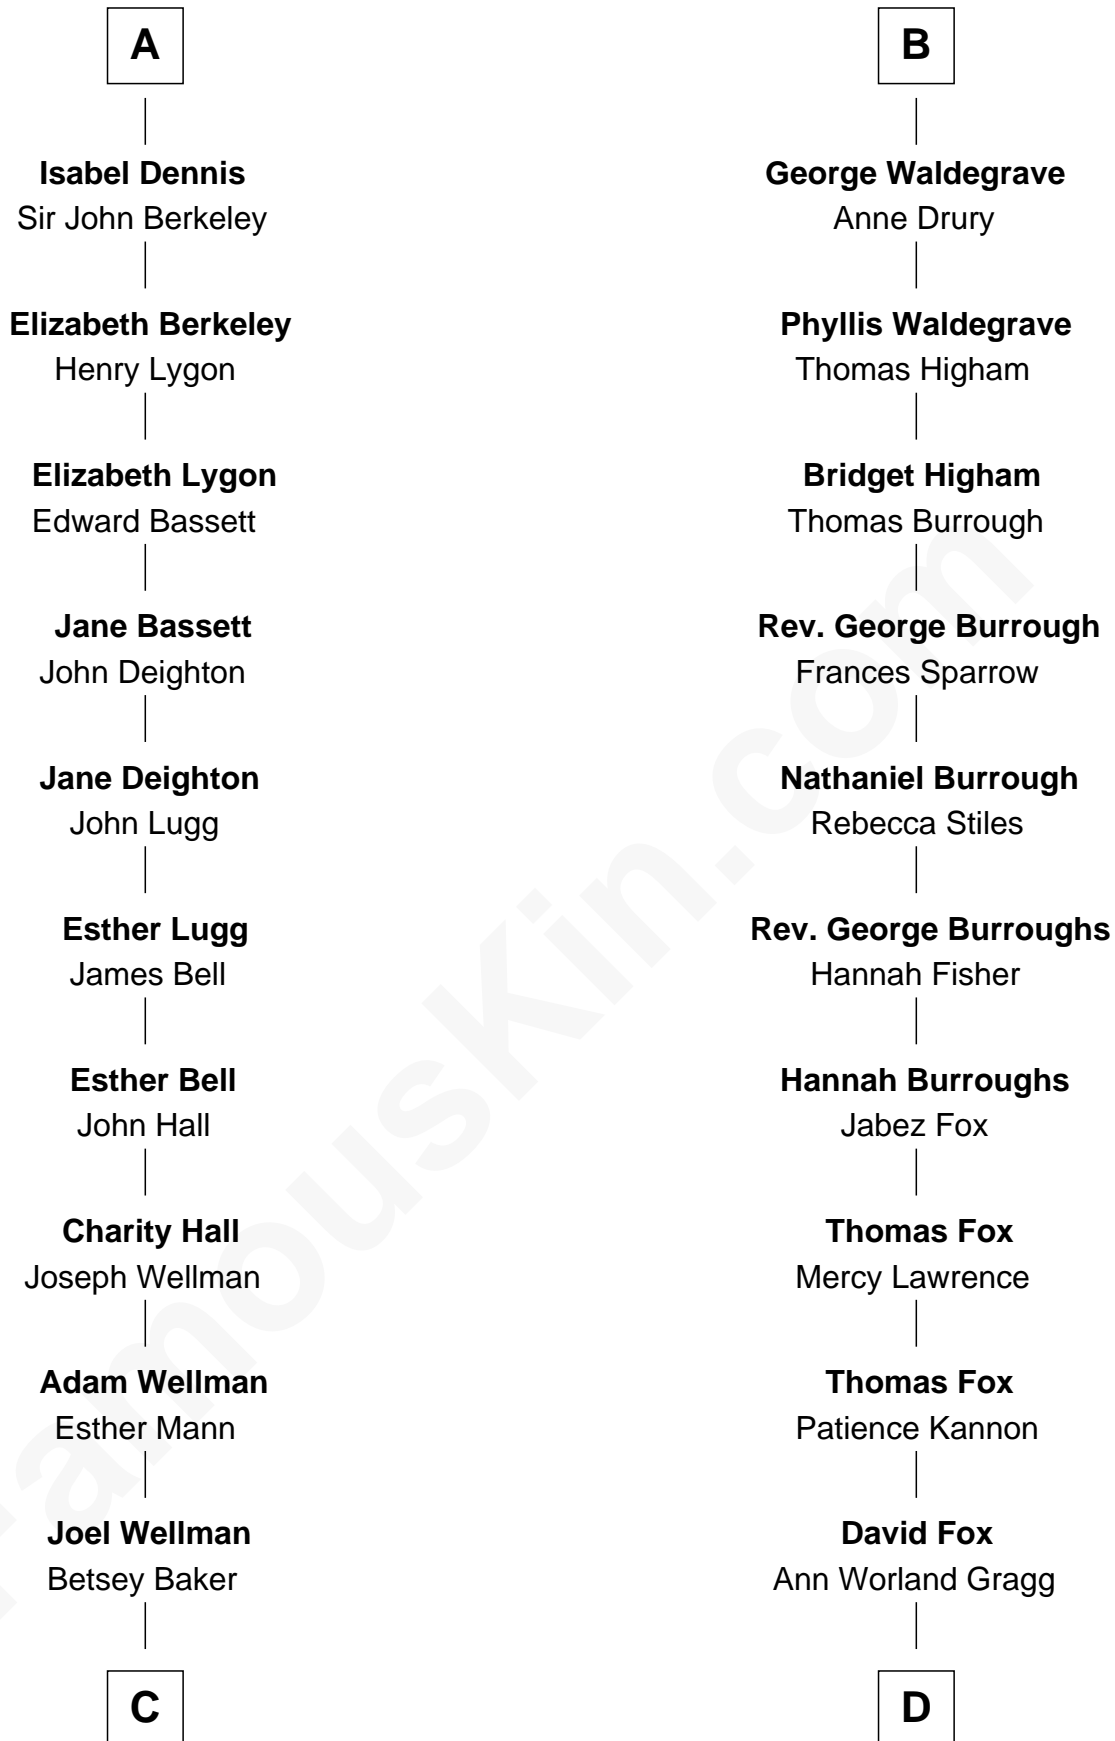 A
Isabel Dennis
Sir John Berkeley
Elizabeth Berkeley
Henry Lygon
Elizabeth Lygon
Edward Bassett
Jane Bassett
John Deighton
Jane Deighton
John Lugg
Esther Lugg
James Bell
Esther Bell
John Hall
Charity Hall
Joseph Wellman
Adam Wellman
Esther Mann
Joel Wellman
Betsey Baker
C
B
George Waldegrave
Anne Drury
Phyllis Waldegrave
Thomas Higham
Bridget Higham
Thomas Burrough
Rev. George Burrough
Frances Sparrow
Nathaniel Burrough
Rebecca Stiles
Rev. George Burroughs
Hannah Fisher
Hannah Burroughs
Jabez Fox
Thomas Fox
Mercy Lawrence
Thomas Fox
Patience Kannon
David Fox
Ann Worland Gragg
D
FamousKin.com